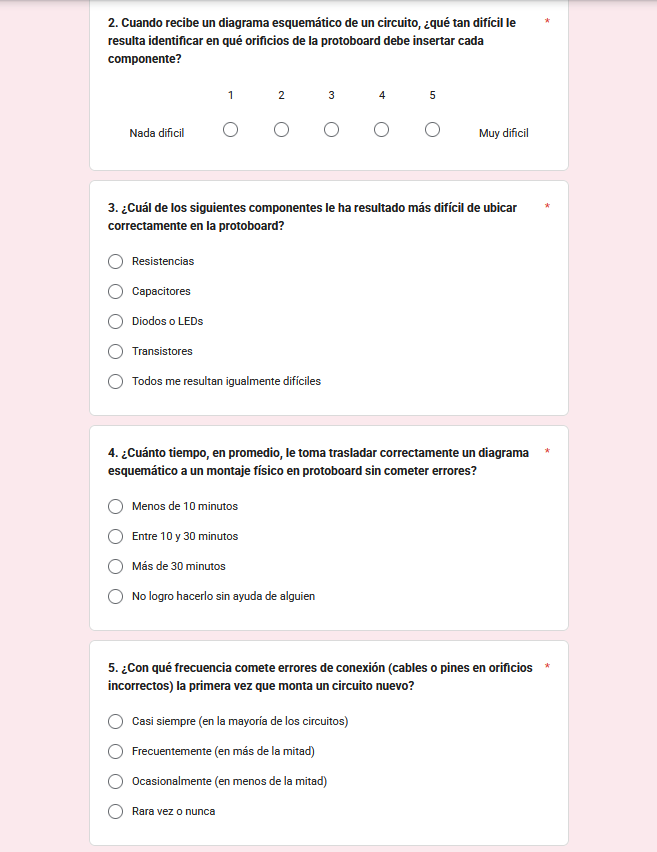 2. Cuando recibe un diagrama esquemático de un circuito, ¿qué tan difícil le *
resulta identificar en qué orificios de la protoboard debe insertar cada
componente?
1 2 3 4 5
Nada dificil Muy dificil
3. ¿Cuál de los siguientes componentes le ha resultado más difícil de ubicar *
correctamente en la protoboard?
Resistencias
Capacitores
Diodos o LEDs
Transistores
Todos me resultan igualmente difíciles
4. ¿Cuánto tiempo, en promedio, le toma trasladar correctamente un diagrama *
esquemático a un montaje físico en protoboard sin cometer errores?
Menos de 10 minutos
Entre 10 y 30 minutos
Más de 30 minutos
No logro hacerlo sin ayuda de alguien
5. ¿Con qué frecuencia comete errores de conexión (cables o pines en orificios *
incorrectos) la primera vez que monta un circuito nuevo?
Casi siempre (en la mayoría de los circuitos)
Frecuentemente (en más de la mitad)
Ocasionalmente (en menos de la mitad)
Rara vez o nunca